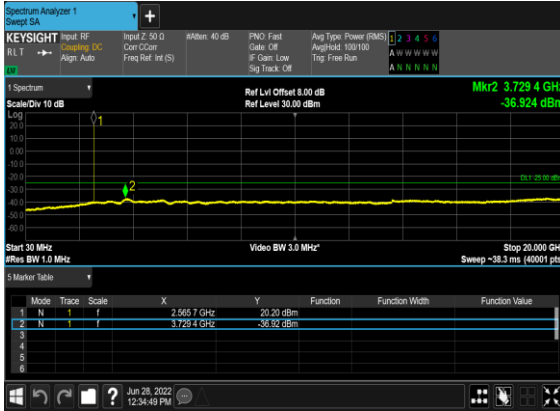 Spectrum Analyzer 1
Swept SA
+
KEYSIGHT Input: RF Input Z: 50 Ω #Atten: 40 dB PNO: Fast Avg Type: Power (RMS) 1 2 3 4 5 6
RLT Coupling: DC Corr CCorr Gate: Off Avg|Hold: 100/100 A W W W W W
Align: Auto Freq Ref: Int (S) IF Gain: Low Trig: Free Run
Sig Track: Off A N N N N N
1 Spectrum Ref Lvl Offset 8.00 dB Mkr2 3.729 4 GHz
Scale/Div 10 dB Ref Level 30.00 dBm -36.924 dBm
Log
20.0
10.0
0.00
-10.0
-20.0
-30.0
-40.0
-50.0
-60.0
1
2
DL1 -25.00 dBm
Start 30 MHz Video BW 3.0 MHz* Stop 20.000 GH
#Res BW 1.0 MHz Sweep ~38.3 ms (40001 pts
5 Marker Table
Mode Trace Scale X Y Function Function Width Function Value
1 N 1 f 2.565 7 GHz 20.20 dBm
2 N 1 f 3.729 4 GHz -36.92 dBm
3
4
5
6
? Jun 28, 2022
12:34:49 PM